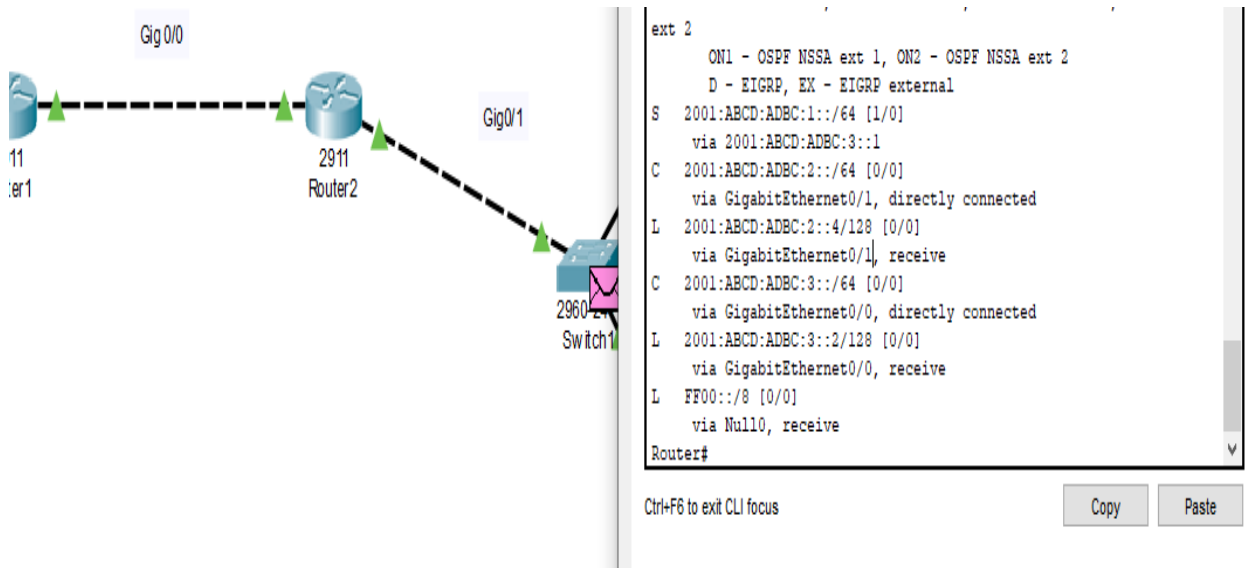 Gig 0/0
Gig0/1
11
ter1
2911
Router2
2960
Switch1
ext 2
ON1 - OSPF NSSA ext 1, ON2 - OSPF NSSA ext 2
D - EIGRP, EX - EIGRP external
S 2001:ABCD:ADBC:1::/64 [1/0]
via 2001:ABCD:ADBC:3::1
C 2001:ABCD:ADBC:2::/64 [0/0]
via GigabitEthernet0/1, directly connected
L 2001:ABCD:ADBC:2::4/128 [0/0]
via GigabitEthernet0/1, receive
C 2001:ABCD:ADBC:3::/64 [0/0]
via GigabitEthernet0/0, directly connected
L 2001:ABCD:ADBC:3::2/128 [0/0]
via GigabitEthernet0/0, receive
L FF00::/8 [0/0]
via Null0, receive
Router#
Ctrl+F6 to exit CLI focus
Copy
Paste